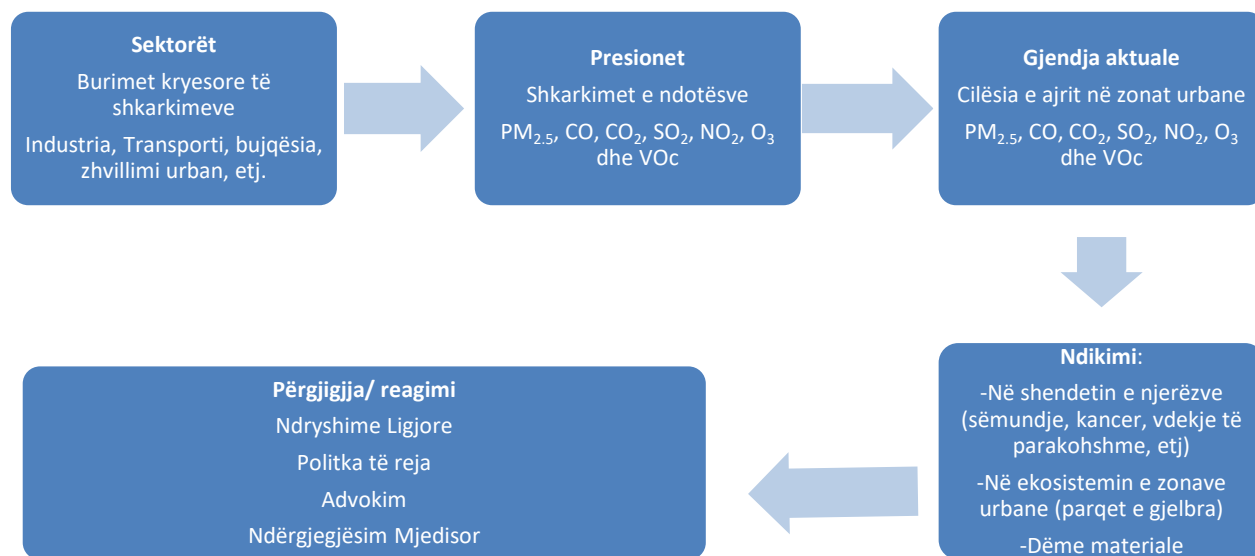 Sektorët
Burimet kryesore të
shkarkimeve
Industria, Transporti, bujqësia,
zhvillimi urban, etj.
Presionet
Shkarkimet e ndotësve
PM2.5, CO, CO2, SO2, NO2, O3
dhe VOc
Gjendja aktuale
Cilësia e ajrit në zonat urbane
PM2.5, CO, CO2, SO2, NO2, O3
dhe VOc
Ndikimi:
-Në shendetin e njerëzve
(sëmundje, kancer, vdekje të
parakohshme, etj)
-Në ekosistemin e zonave
urbane (parqet e gjelbra)
-Dëme materiale
Përgjigjja/ reagimi
Ndryshime Ligjore
Politka të reja
Advokim
Ndërgjegjësim Mjedisor